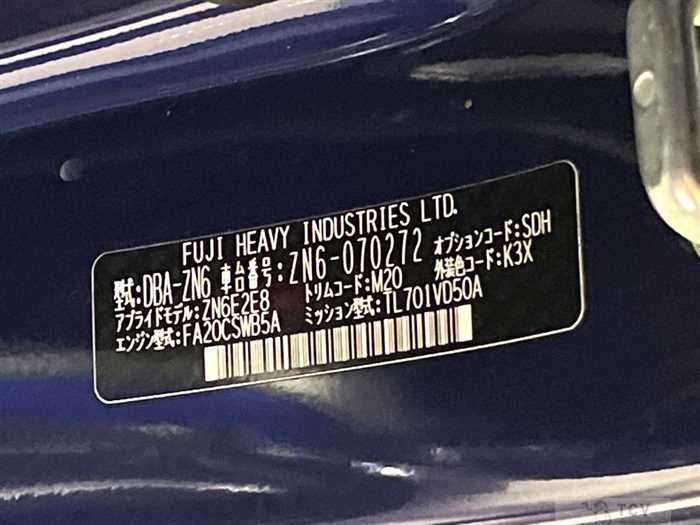 FUJI HEAVY INDUSTRIES LTD.
型式:DBA-ZN6 車台番号:ZN6-070272 オプションコード:SDH
アプライドモデル:ZN6E2E8 トリムコード:M20 外装色コード:K3X
エンジン型式:FA20CSWB5A ミッション型式:TL701VD50A
TCV